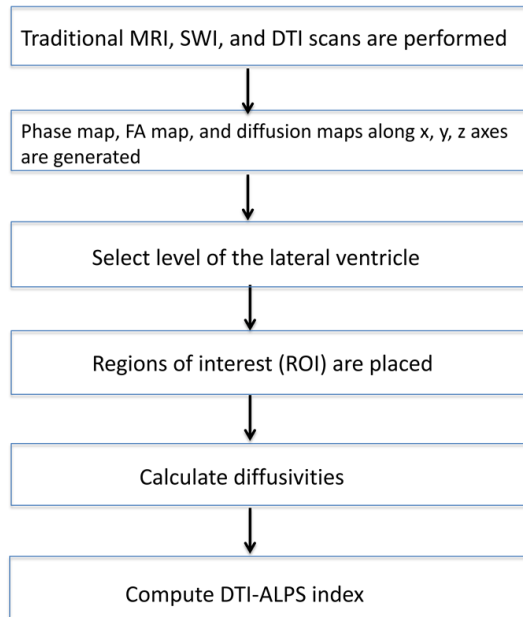 Traditional MRI, SWI, and DTI scans are performed
Phase map, FA map, and diffusion maps along x, y, z axes
are generated
Select level of the lateral ventricle
Regions of interest (ROI) are placed
Calculate diffusivities
Compute DTI-ALPS index